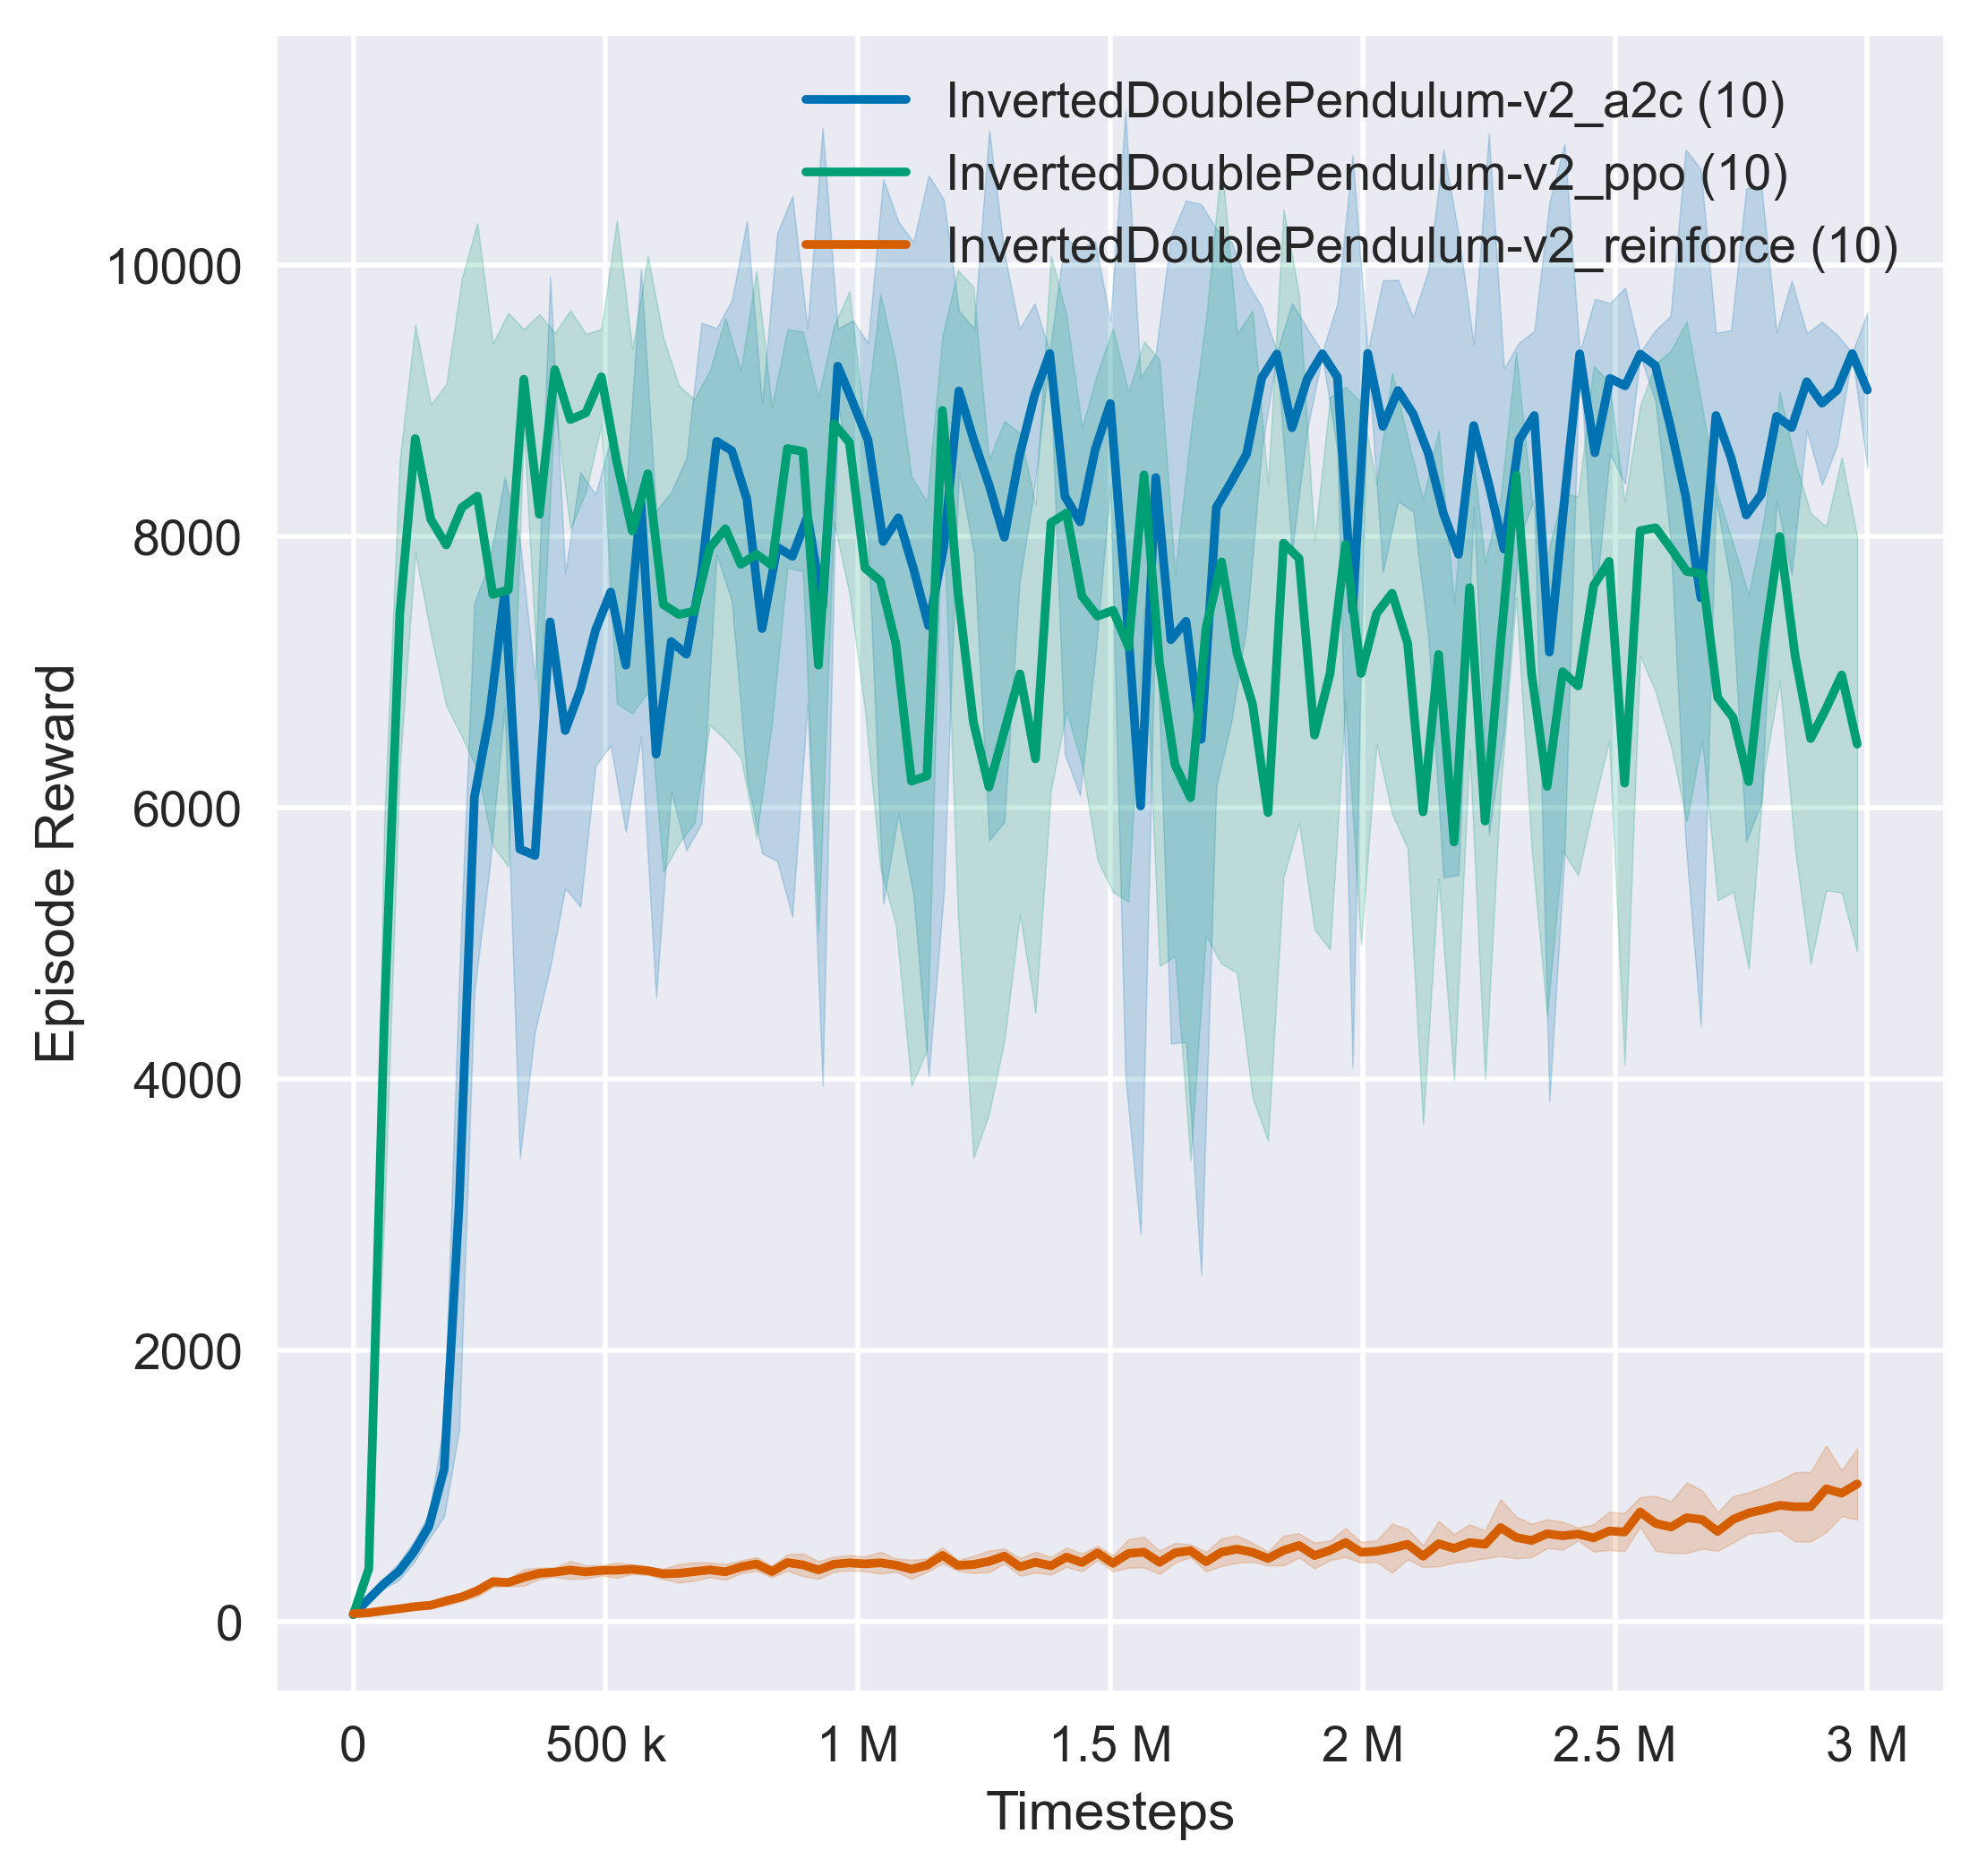 InvertedDoublePendulum-v2_a2c (10)
InvertedDoublePendulum-v2_ppo (10)
InvertedDoublePendulum-v2_reinforce (10)
Episode Reward
10000
8000
6000
4000
2000
0
0 500 k 1 M 1.5 M 2 M 2.5 M 3 M
Timesteps